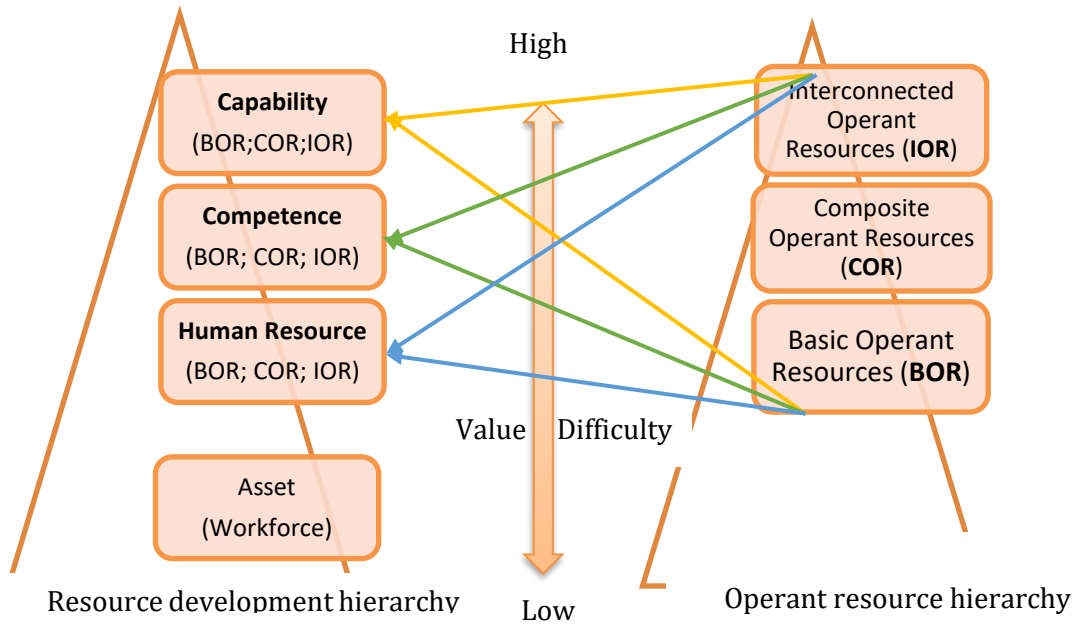 High
Capability
(BOR;COR;IOR)
Competence
(BOR; COR; IOR)
Human Resource
(BOR; COR; IOR)
Asset
(Workforce)
Resource development hierarchy
Value
Difficulty
Low
Interconnected
Operant
Resources (IOR)
Composite
Operant Resources
(COR)
Basic Operant
Resources (BOR)
Operant resource hierarchy